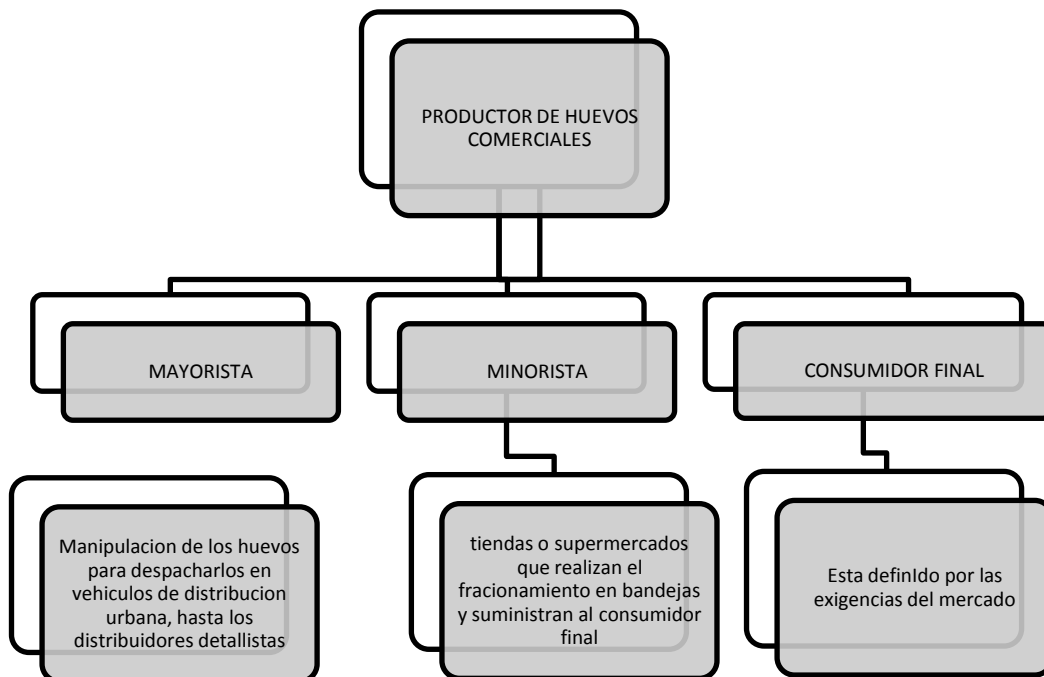 PRODUCTOR DE HUEVOS
COMERCIALES
MAYORISTA
MINORISTA
CONSUMIDOR FINAL
Manipulacion de los huevos
para despacharlos en
vehiculos de distribucion
urbana, hasta los
distribuidores detallistas
tiendas o supermercados
que realizan el
fracionamiento en bandejas
y suministran al consumidor
final
Esta definIdo por las
exigencias del mercado